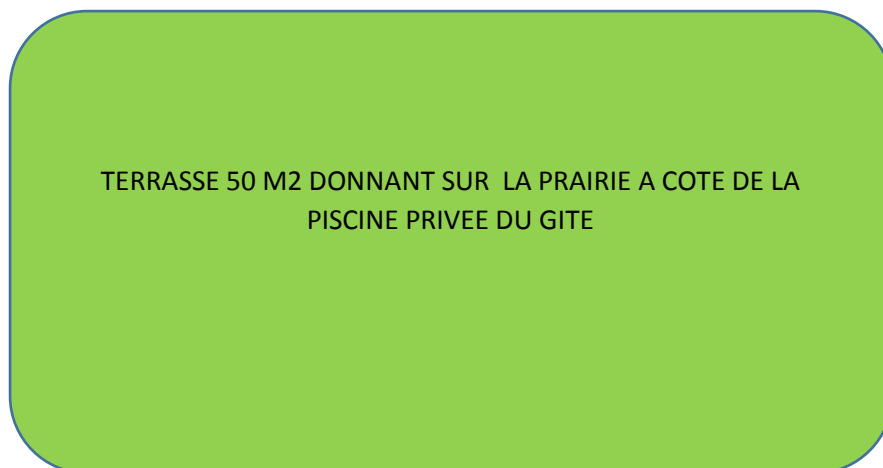 TERRASSE 50 M2 DONNANT SUR  LA PRAIRIE A COTE DE LA
PISCINE PRIVEE DU GITE